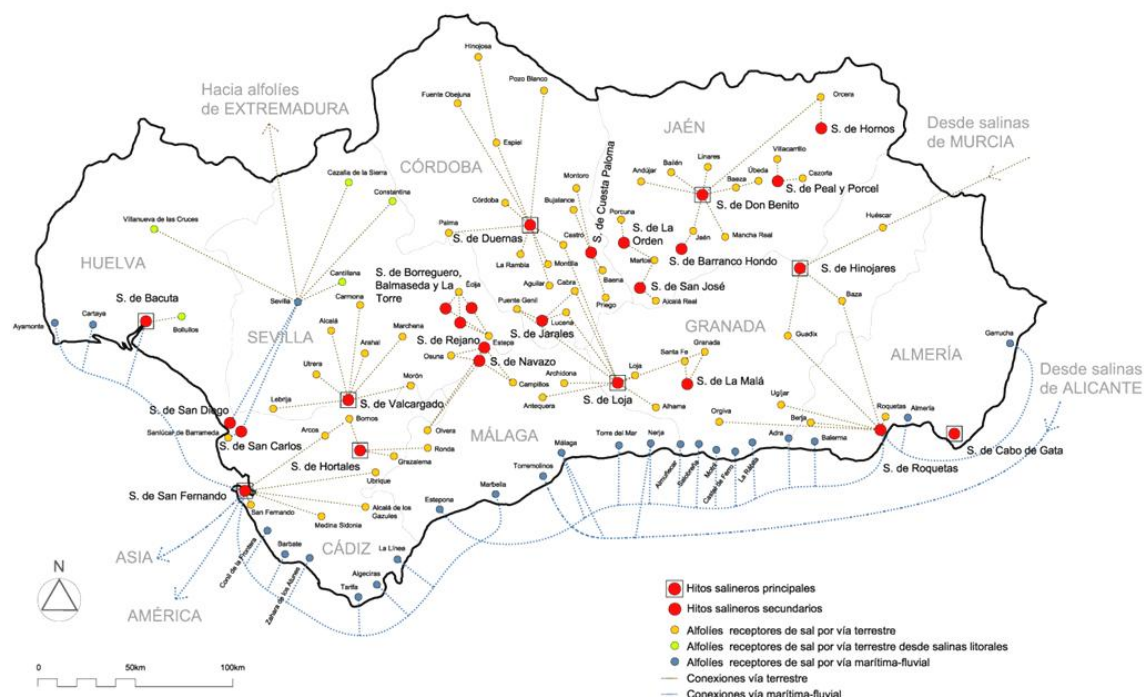 Hinojosa
Pozo Blanco
Fuente Obejuna
Hacia alfolíes
de EXTREMADURA
Orcera
JAÉN
S. de Hornos
Desde salinas
de MURCIA
Espiel
CÓRDOBA
Villacarrillo
Linares
Bailén
Andújar
Úbeda
Baeza
Cazorla
S. de Peal y Porcel
Cazalla de la Sierra
Constantina
Montoro
S. de Cuesta Paloma
S. de Don Benito
Villanueva de las Cruces
Córdoba
Bujalance
Porcuna
S. de La
Orden
Huéscar
Palma
S. de Duernas
Castro
Jaén
Mancha Real
S. de Barranco Hondo
HUELVA
La Rambla
Montilla
Martos
S. de Hinojares
Cantillana
S. de Borreguero,
Balmaseda y La
Torre
Écija
Aguilar
Cabra
Baena
S. de San José
S. de Bacuta
Sevilla
Carmona
Puente Genil
Priego
Alcalá Real
Baza
Ayamonte
Cartaya
Bollullos
SEVILLA
Alcalá
Marchena
S. de Rejano
Estepa
S. de Jarales
Lucena
GRANADA
Guadix
Garrucha
Arahal
Osuna
S. de Navazo
Santa Fe
Granada
ALMERÍA
Utrera
Morón
Campillos
Archidona
Loja
S. de La Malá
Desde salinas
de ALICANTE
Lebrija
S. de Valcargado
Antequera
S. de Loja
Alhama
Ugíjar
S. de San Diego
Bornos
Orgiva
Berja
Roquetas
Almería
Sanlúcar de Barrameda
S. de San Carlos
Arcos
Olvera
MÁLAGA
Torre del Mar
Nerja
Adra
Balerma
S. de Cabo de Gata
S. de Hortales
Ronda
Grazalema
Málaga
Almuñecar
Salobreña
Motril
Castel de Ferro
La Rábita
S. de Roquetas
Ubrique
Torremolinos
S. de San Fernando
Marbella
Estepona
San Fernando
Alcalá de los
Gazules
Medina Sidonia
ASIA
Conil de la Frontera
Barbate
CÁDIZ
La Línea
Zahara de los Atunes
Algeciras
Tarifa
N
AMÉRICA
Hitos salineros principales
Hitos salineros secundarios
Alfolíes receptores de sal por vía terrestre
Alfolíes receptores de sal por vía terrestre desde salinas litorales
Alfolíes receptores de sal por vía marítima-fluvial
Conexiones vía terrestre
Conexiones vía marítima-fluvial
0 50km 100km